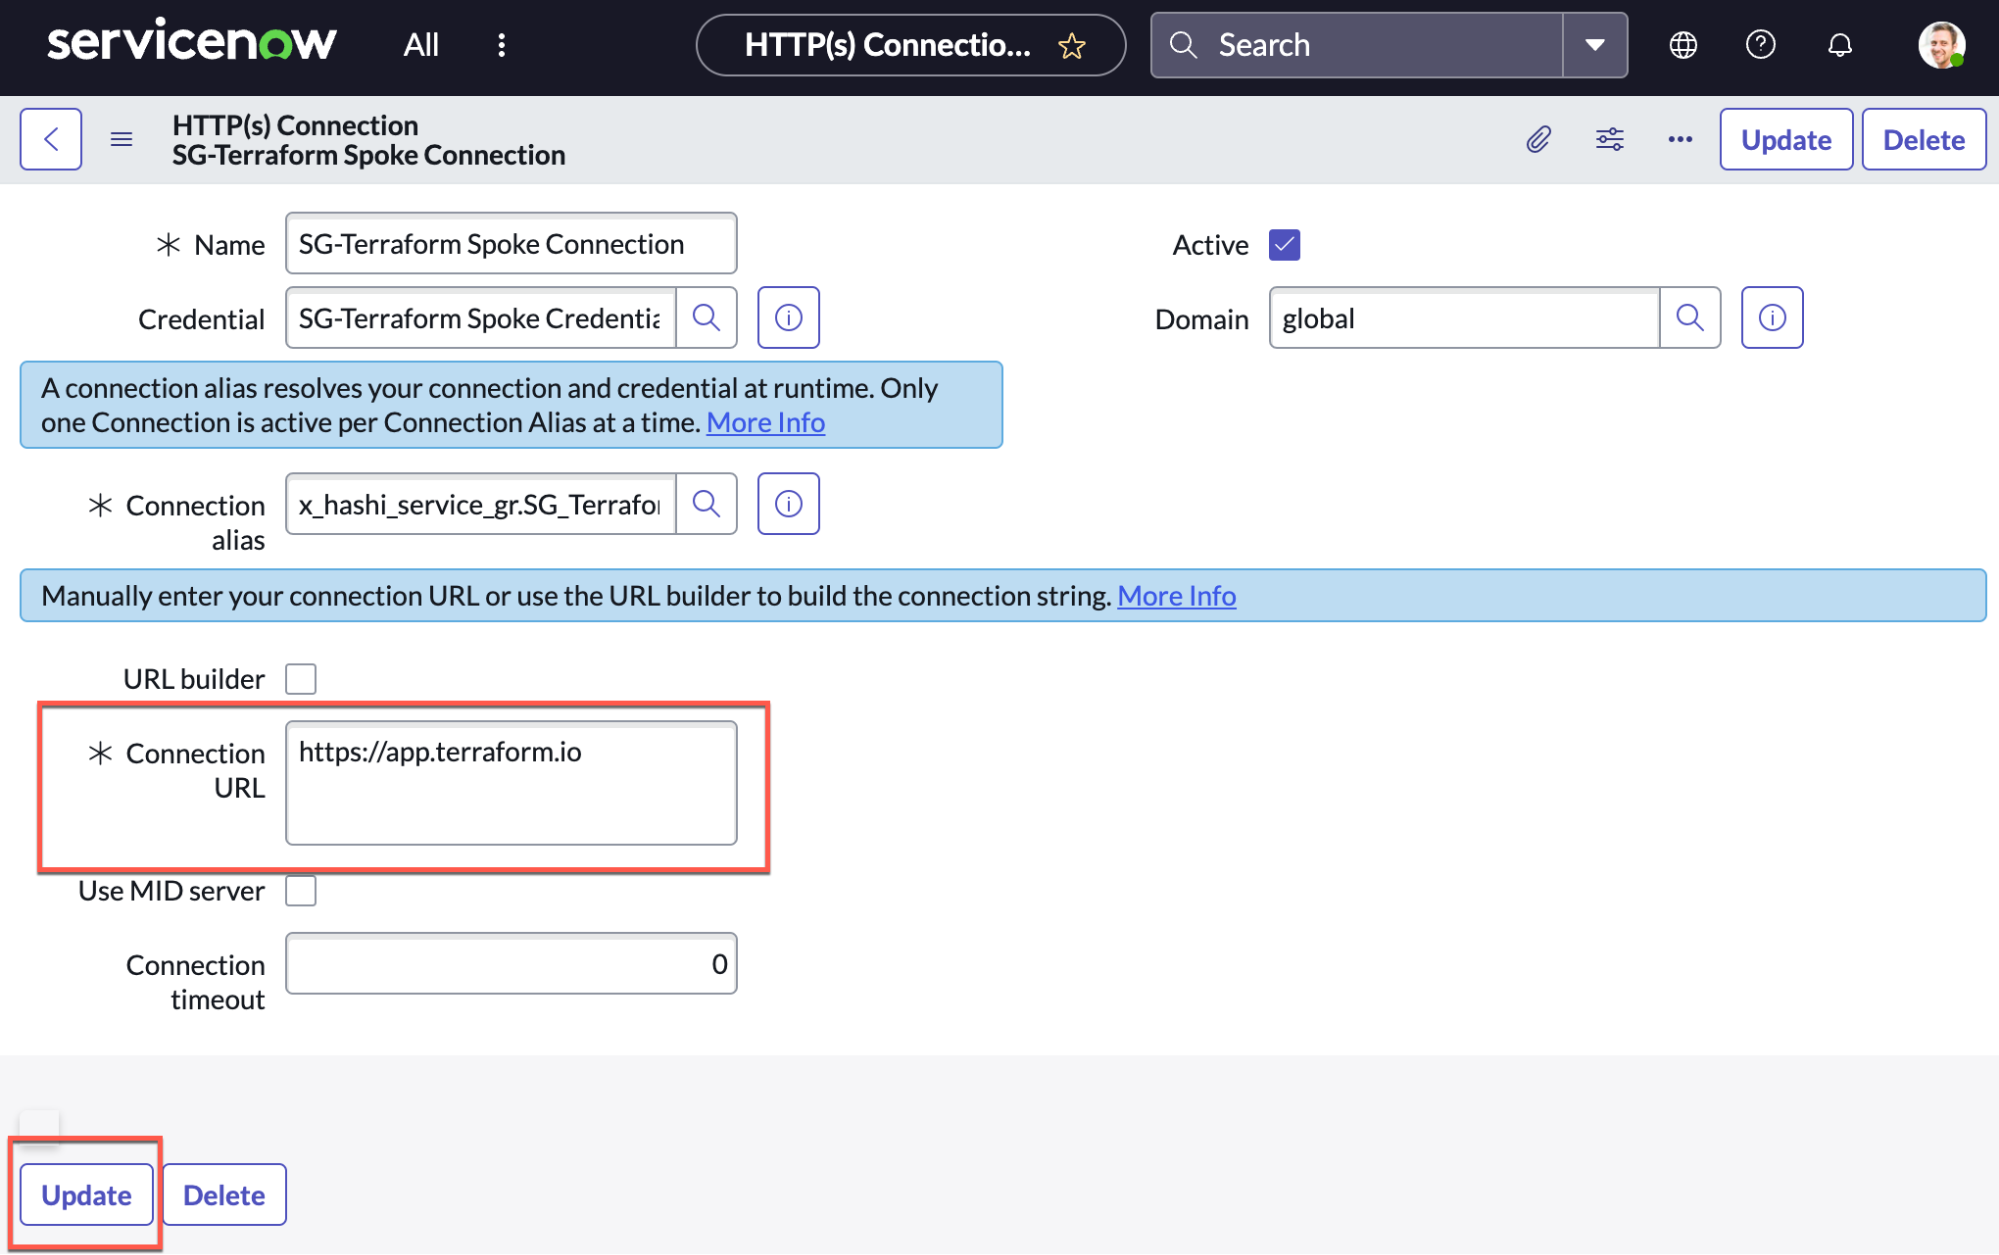 servicenow All HTTP(s) Connectio... Search
HTTP(s) Connection
SG-Terraform Spoke Connection
Update Delete
Name SG-Terraform Spoke Connection Active
Credential SG-Terraform Spoke Credentia Domain global
A connection alias resolves your connection and credential at runtime. Only
one Connection is active per Connection Alias at a time. More Info
Connection x_hashi_service_gr.SG_Terrafor
alias
Manually enter your connection URL or use the URL builder to build the connection string. More Info
URL builder
Connection https://app.terraform.io
URL
Use MID server
Connection 0
timeout
Update Delete